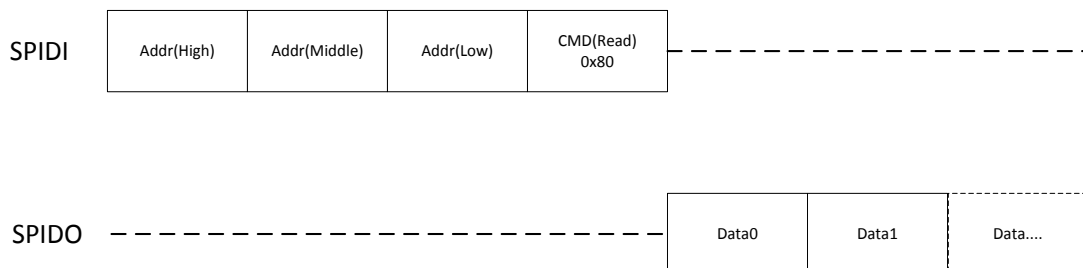 SPIDI
Addr(High)
Addr(Middle)
Addr(Low)
CMD(Read)
0x80
SPIDO
Data0
Data1
Data....